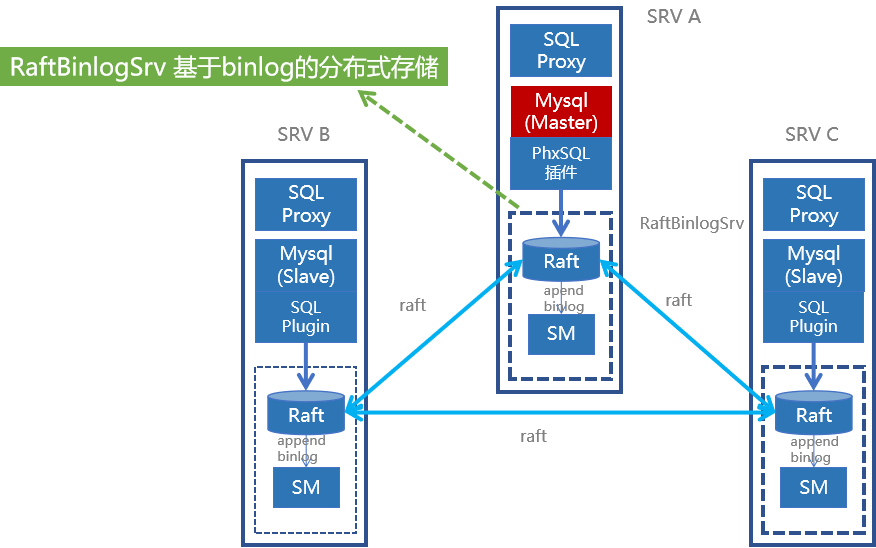 SRV A
SQL
Proxy
RaftBinlogSrv 基于binlog的分布式存储
Mysql
(Master)
PhxSQL
插件
SRV B
SRV C
SQL
Proxy
SQL
Proxy
RaftBinlogSrv
Mysql
(Slave)
Mysql
(Slave)
Raft
apend
binlog
SM
raft
raft
SQL
Plugin
SQL
Plugin
Raft
append
binlog
SM
raft
Raft
append
binlog
SM